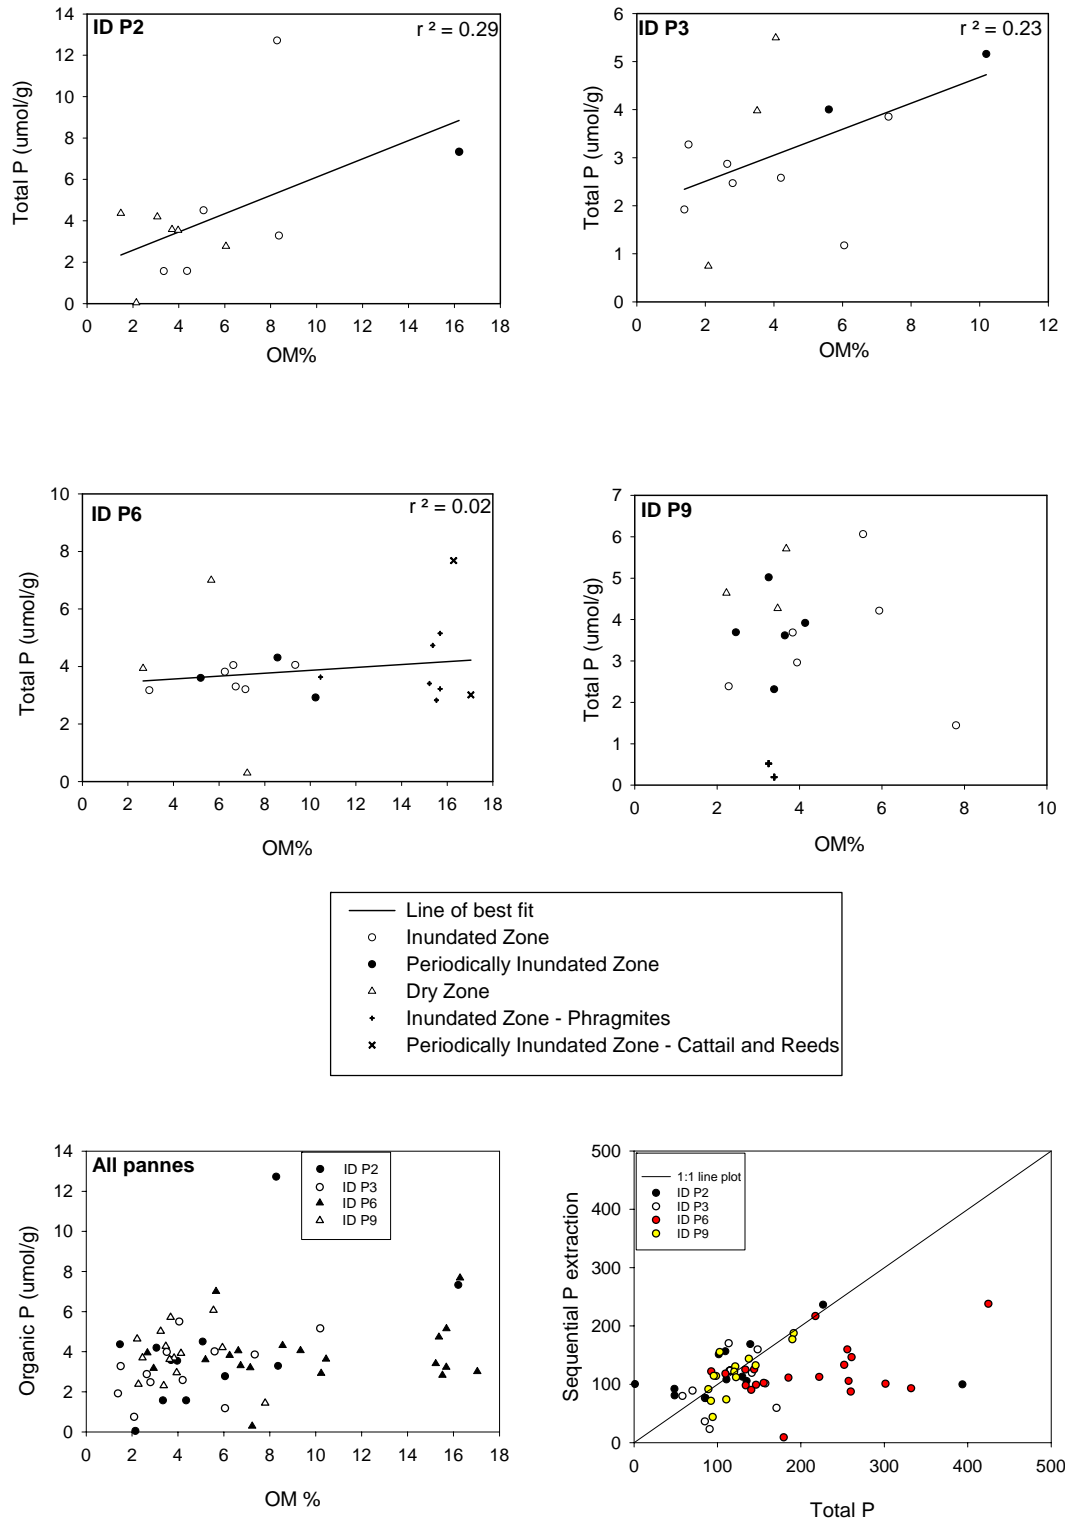 ID P2
r ² = 0.29
Total P (umol/g)
14
12
10
8
6
4
2
0
0 2 4 6 8 10 12 14 16 18
OM%
ID P3
r ² = 0.23
Total P (umol/g)
6
5
4
3
2
1
0
0 2 4 6 8 10 12
OM%
ID P6
r ² = 0.02
Total P (umol/g)
10
8
6
4
2
0
0 2 4 6 8 10 12 14 16 18
OM%
ID P9
Total P (umol/g)
7
6
5
4
3
2
1
0
0 2 4 6 8 10
OM%
Line of best fit
Inundated Zone
Periodically Inundated Zone
Dry Zone
Inundated Zone - Phragmites
Periodically Inundated Zone - Cattail and Reeds
All pannes
ID P2
ID P3
ID P6
ID P9
Organic P (umol/g)
14
12
10
8
6
4
2
0
0 2 4 6 8 10 12 14 16 18
OM %
1:1 line plot
ID P2
ID P3
ID P6
ID P9
Sequential P extraction
500
400
300
200
100
0
0 100 200 300 400 500
Total P